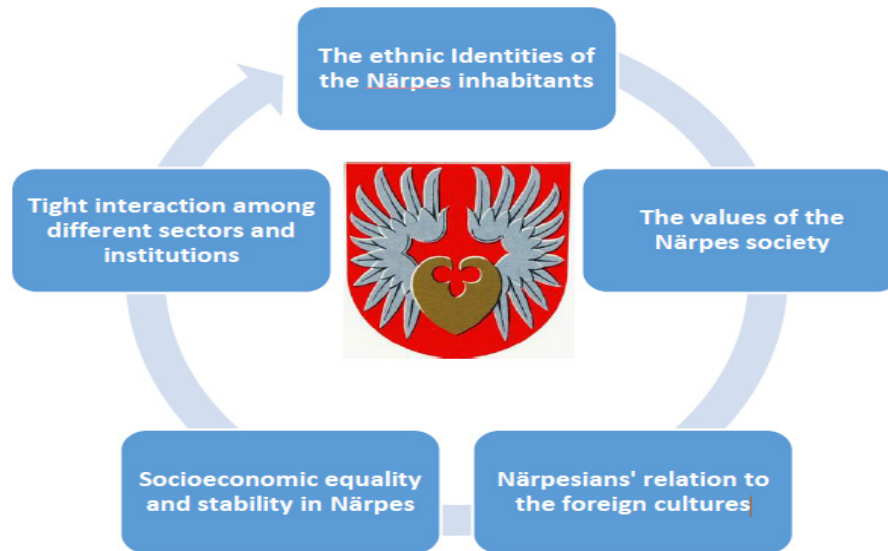 The ethnic Identities of
the Närpes inhabitants
The values of the
Närpes society
Närpesians' relation to
the foreign cultures
Socioeconomic equality
and stability in Närpes
Tight interaction among
different sectors and
institutions